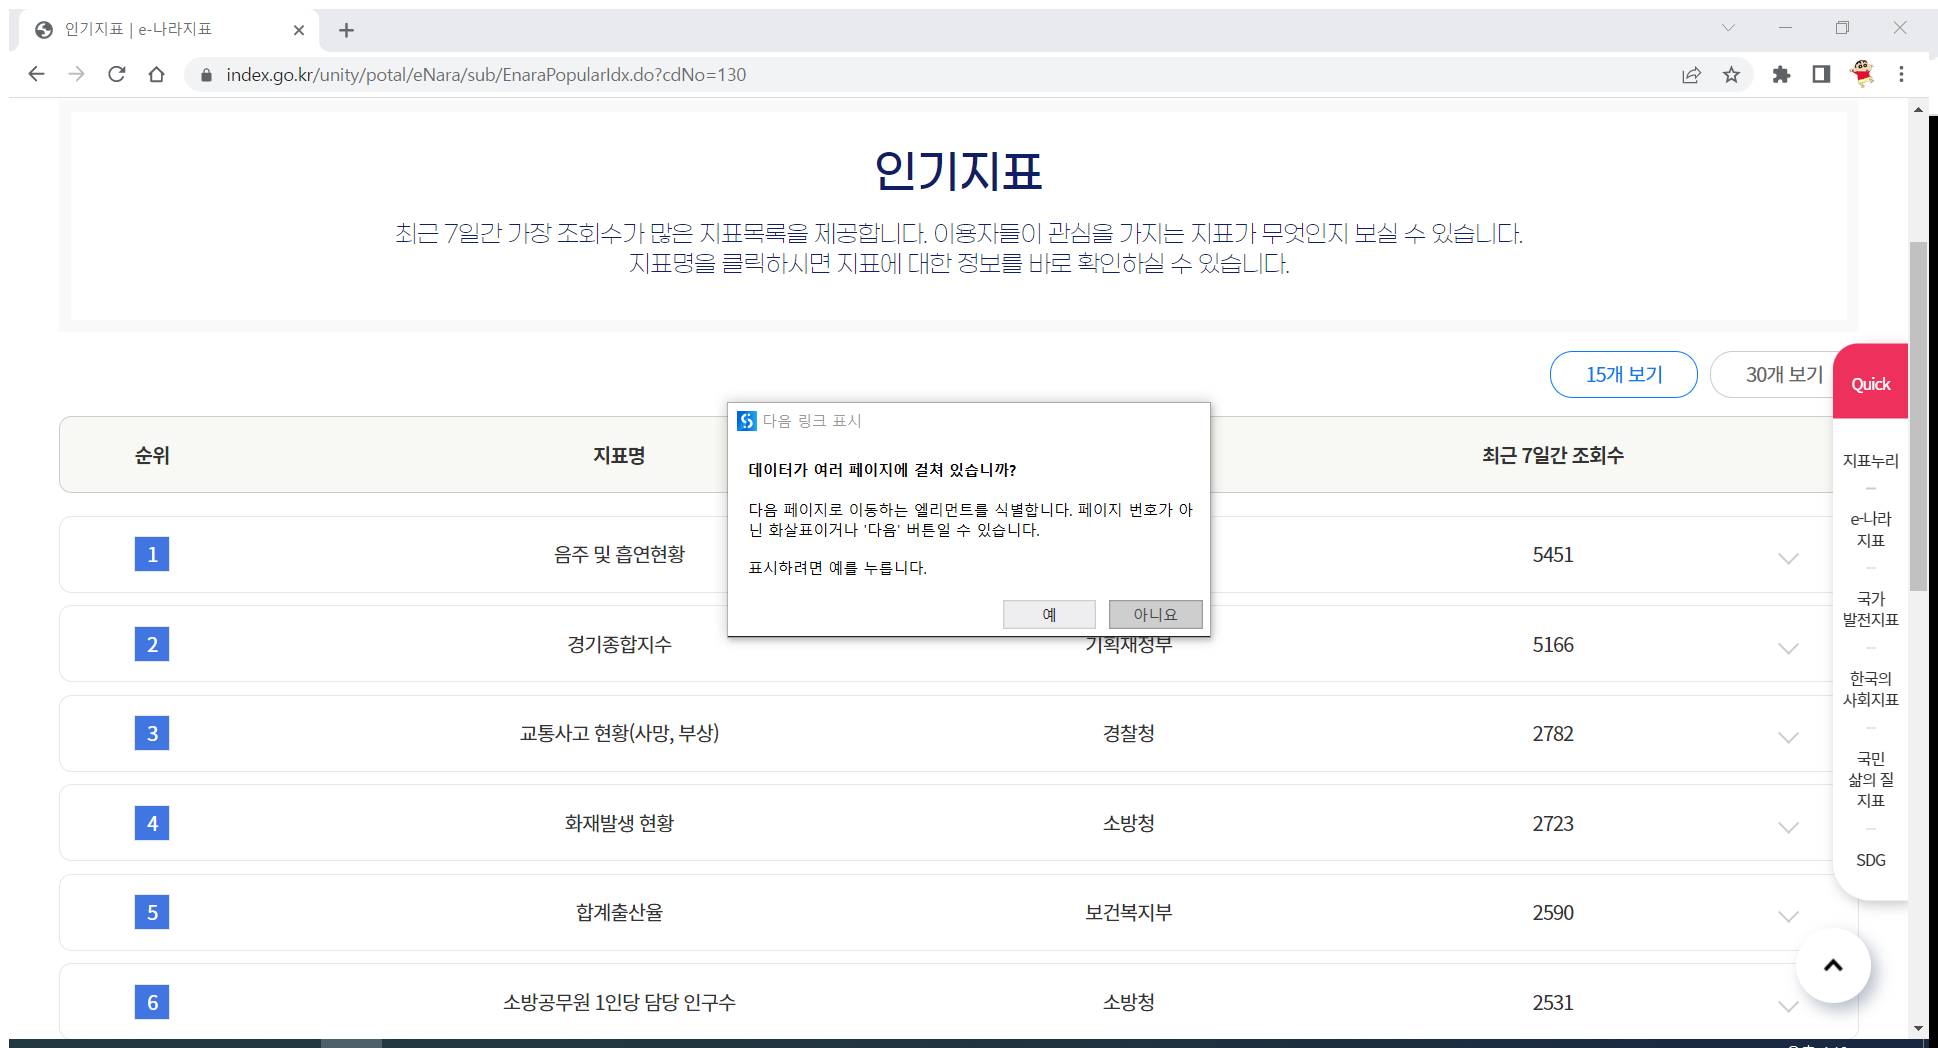 인기지표 | e-나라지표
index.go.kr/unity/potal/eNara/sub/EnaraPopularIdx.do?cdNo=130
인기지표
최근 7일간 가장 조회수가 많은 지표목록을 제공합니다. 이용자들이 관심을 가지는 지표가 무엇인지 보실 수 있습니다.
지표명을 클릭하시면 지표에 대한 정보를 바로 확인하실 수 있습니다.
15개 보기
30개 보기
순위
지표명
최근 7일간 조회수
1
음주 및 흡연현황
5451
2
경기종합지수
기획재정부
5166
3
교통사고 현황(사망, 부상)
경찰청
2782
4
화재발생 현황
소방청
2723
5
합계출산율
보건복지부
2590
6
소방공무원 1인당 담당 인구수
소방청
2531
다음 링크 표시
데이터가 여러 페이지에 걸쳐 있습니까?
다음 페이지로 이동하는 엘리먼트를 식별합니다. 페이지 번호가 아
닌 화살표이거나 '다음' 버튼일 수 있습니다.
표시하려면 예를 누릅니다.
예
아니요
Quick
지표누리
e-나라
지표
국가
발전지표
한국의
사회지표
국민
삶의 질
지표
SDG